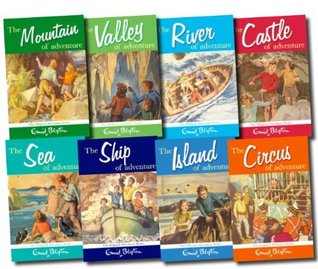 The Mountain
of adventure
Enid Blyton
The Valley
of adventure
Enid Blyton
The River
of adventure
Enid Blyton
The Castle
of adventure
Enid Blyton
The Sea
of adventure
Enid Blyton
The Ship
of adventure
Enid Blyton
The Island
of adventure
Enid Blyton
The Circus
of adventure
Enid Blyton